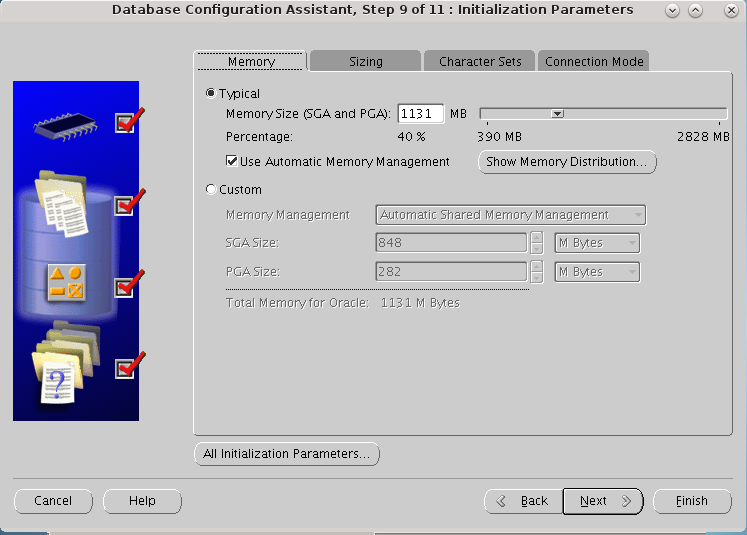 Database Configuration Assistant, Step 9 of 11 : Initialization Parameters
Memory Sizing Character Sets Connection Mode
Typical
Memory Size (SGA and PGA): 1131 MB
Percentage: 40 % 390 MB 2828 MB
Use Automatic Memory Management Show Memory Distribution...
Custom
Memory Management Automatic Shared Memory Management
SGA Size: 848 M Bytes
PGA Size: 282 M Bytes
Total Memory for Oracle: 1131 M Bytes
?
All Initialization Parameters...
Cancel Help Back Next Finish